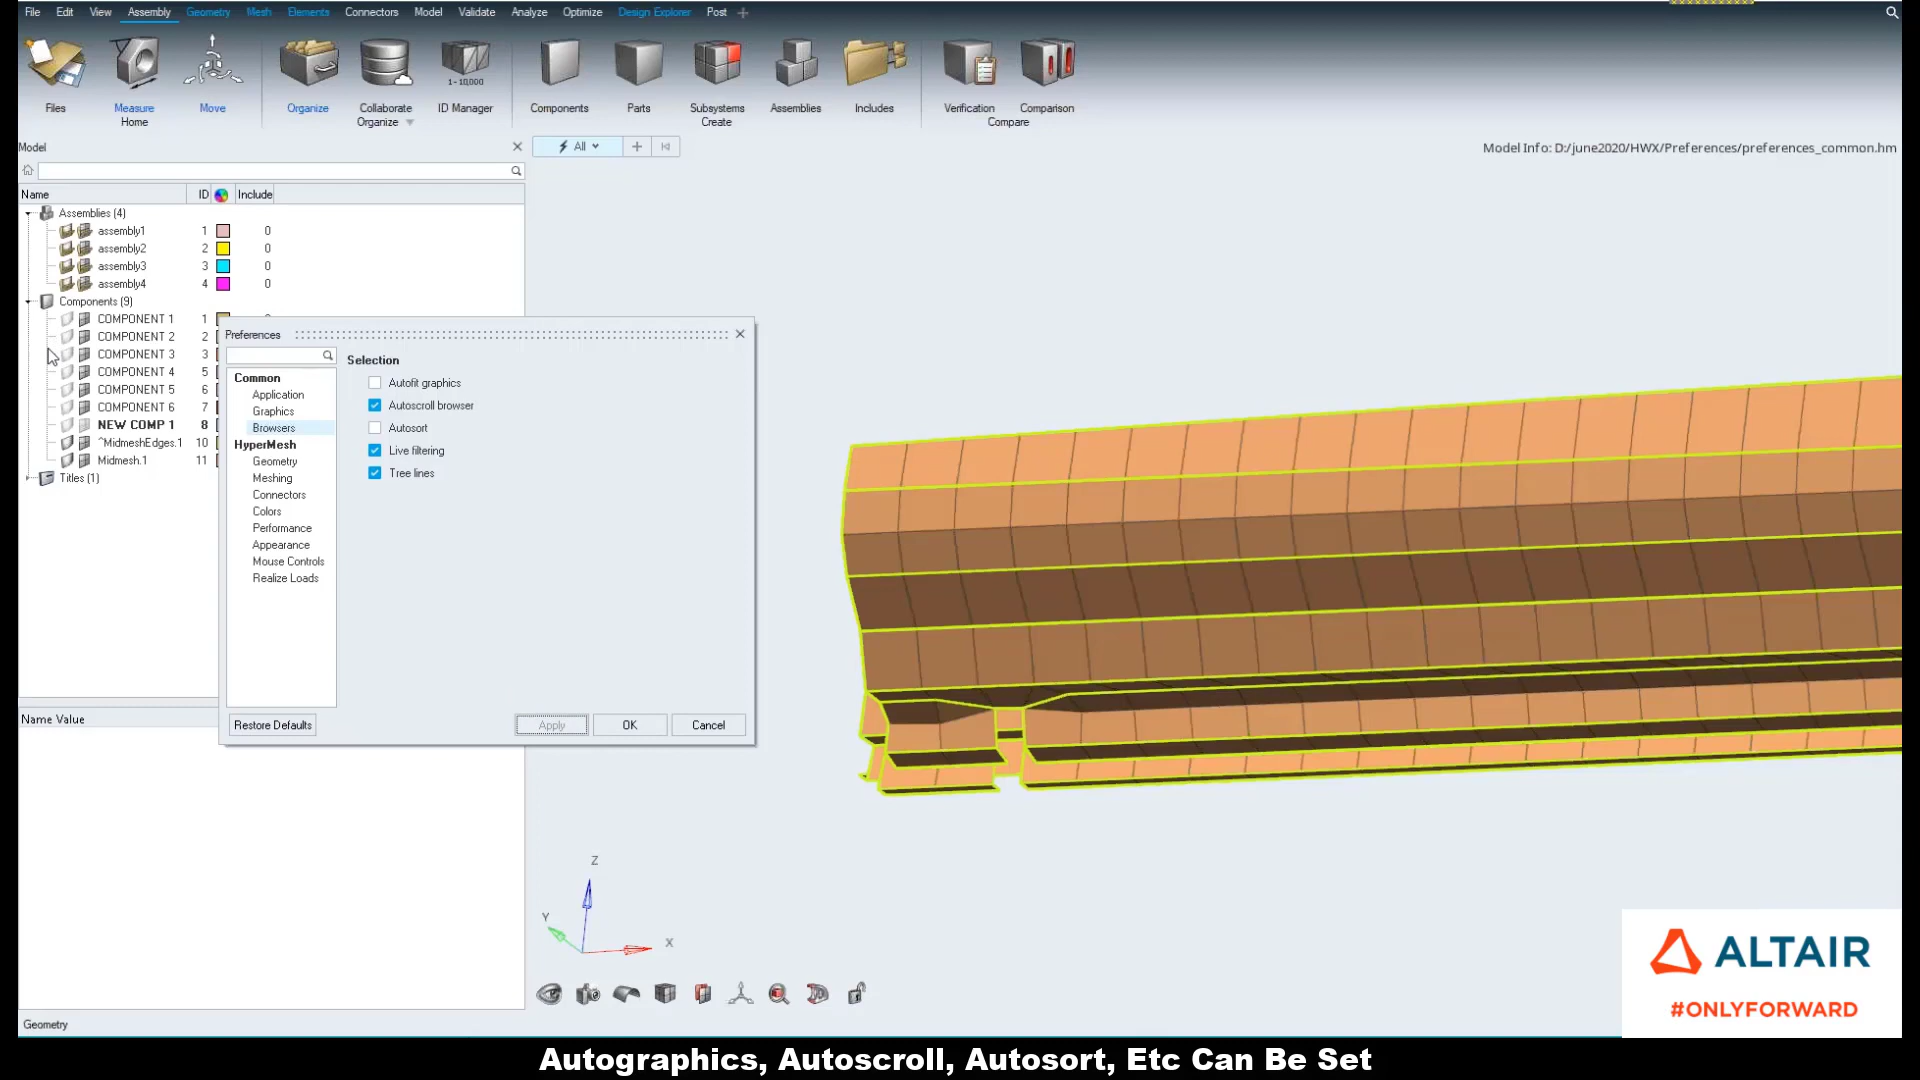 File Edit View Assembly Geometry Mesh Elements Connectors Model Validate Analyze Optimize Design Explorer Post
1-10,000
Files Measure Move Organize Collaborate ID Manager Components Parts Subsystems Assemblies Includes Verification Comparison
Home Organize Create Compare
Model
All
Model Info: D:/june2020/HWX/Preferences/preferences_common.hm
Name ID Include
Assemblies (4)
assembly1 1 0
assembly2 2 0
assembly3 3 0
assembly4 4 0
Components (9)
COMPONENT 1 1
COMPONENT 2 2
COMPONENT 3 3
COMPONENT 4 5
COMPONENT 5 6
COMPONENT 6 7
NEW COMP 1 8
^MidmeshEdges.1 10
Midmesh.1 11
Titles (1)
Name Value
Preferences
Common
Application
Graphics
Browsers
HyperMesh
Geometry
Meshing
Connectors
Colors
Performance
Appearance
Mouse Controls
Realize Loads
Selection
Autofit graphics
Autoscroll browser
Autosort
Live filtering
Tree lines
Restore Defaults Apply OK Cancel
Z
Y
X
ALTAIR
#ONLYFORWARD
Geometry
Autographics, Autoscroll, Autosort, Etc Can Be Set